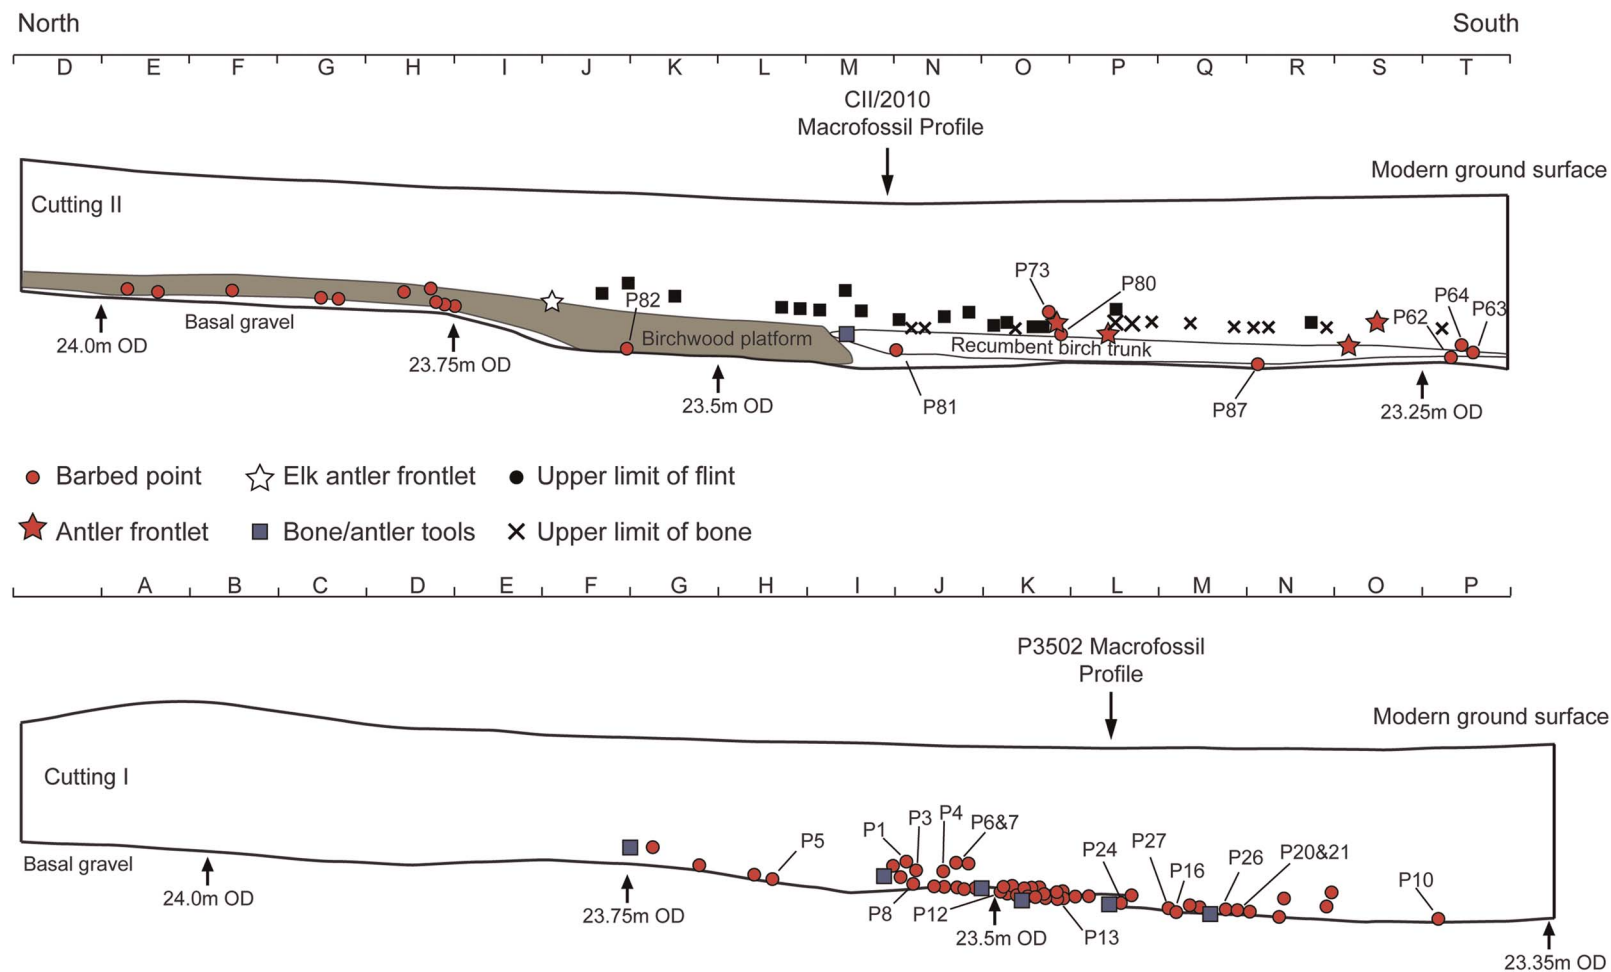 North
South
D E F G H I J K L M N O P Q R S T
CII/2010
Macrofossil Profile
Modern ground surface
Cutting II
P73
P80
P82
P64
P63
P62
Birchwood platform
Recumbent birch trunk
Basal gravel
24.0m OD
23.75m OD
23.5m OD
P81
P87
23.25m OD
Barbed point
Elk antler frontlet
Upper limit of flint
Antler frontlet
Bone/antler tools
Upper limit of bone
A B C D E F G H I J K L M N O P
P3502 Macrofossil
Profile
Modern ground surface
Cutting I
P5
P1
P3
P4
P6&7
P24
P27
P16
P26
P20&21
P10
Basal gravel
24.0m OD
23.75m OD
P8
P12
23.5m OD
P13
23.35m OD